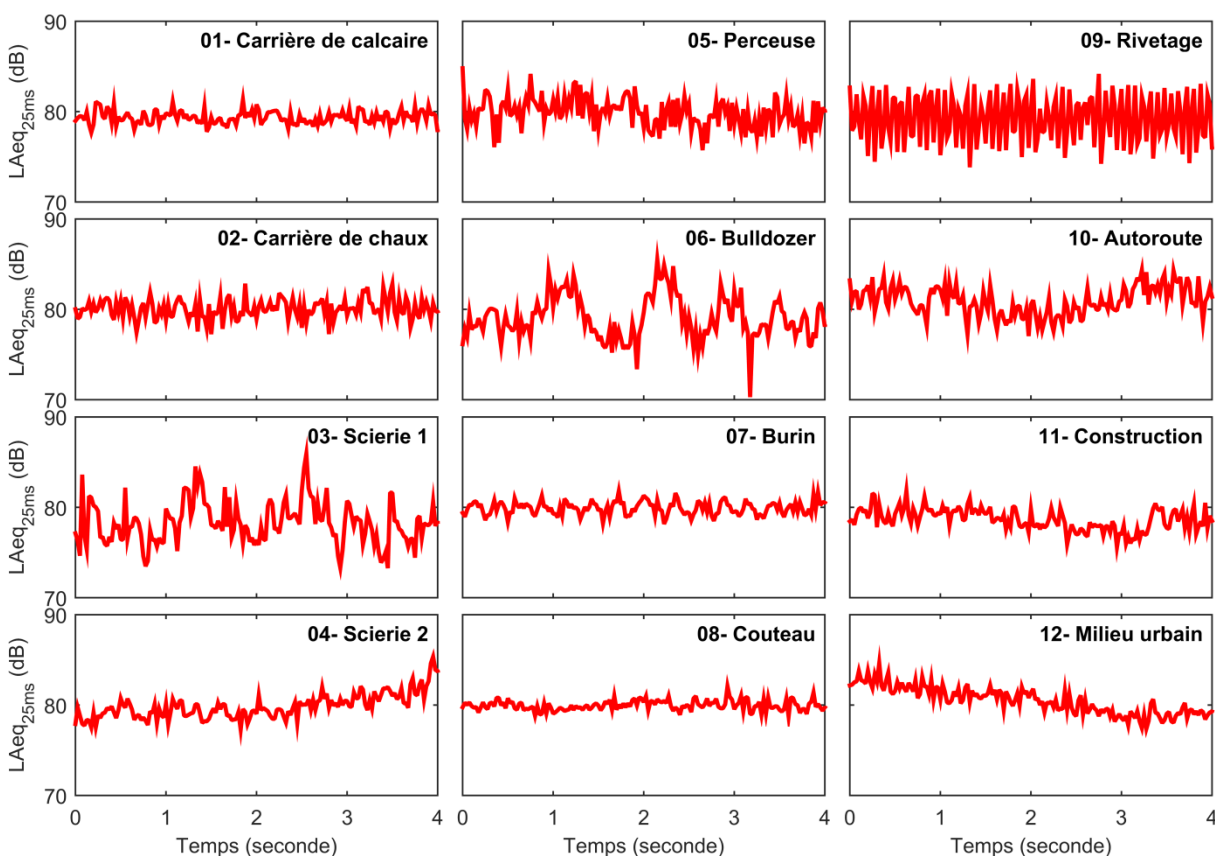 90
80
70
LAeq25ms (dB)
01- Carrière de calcaire
05- Perceuse
09- Rivetage
90
80
70
LAeq25ms (dB)
02- Carrière de chaux
06- Bulldozer
10- Autoroute
90
80
70
LAeq25ms (dB)
03- Scierie 1
07- Burin
11- Construction
90
80
70
LAeq25ms (dB)
04- Scierie 2
08- Couteau
12- Milieu urbain
0 1 2 3 4
0 1 2 3 4
0 1 2 3 4
Temps (seconde)
Temps (seconde)
Temps (seconde)